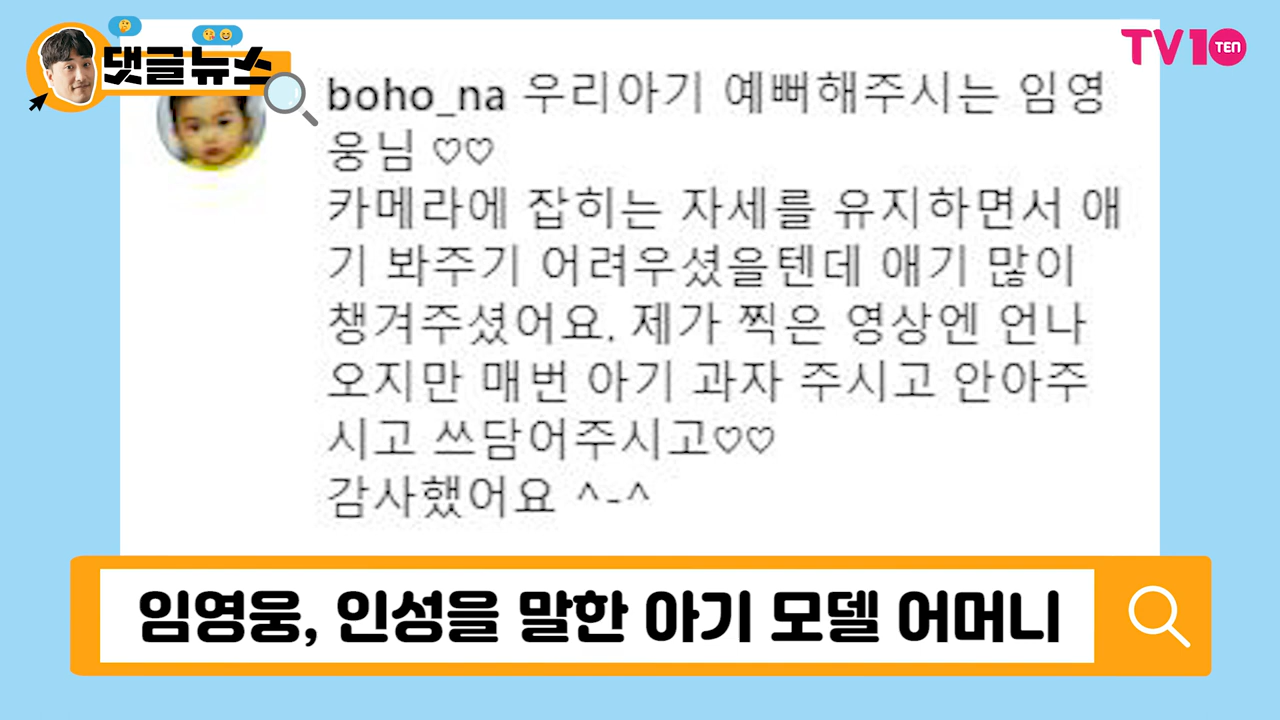 댓글뉴스
TV10
TEN
boho_na 우리아기 예뻐해주시는 임영
웅님 ♡♡
카메라에 잡히는 자세를 유지하면서 애
기 봐주기 어려우셨을텐데 애기 많이
챙겨주셨어요. 제가 찍은 영상엔 언나
오지만 매번 아기 과자 주시고 안아주
시고 쓰담어주시고♡♡
감사했어요 ^-^
임영웅, 인성을 말한 아기 모델 어머니